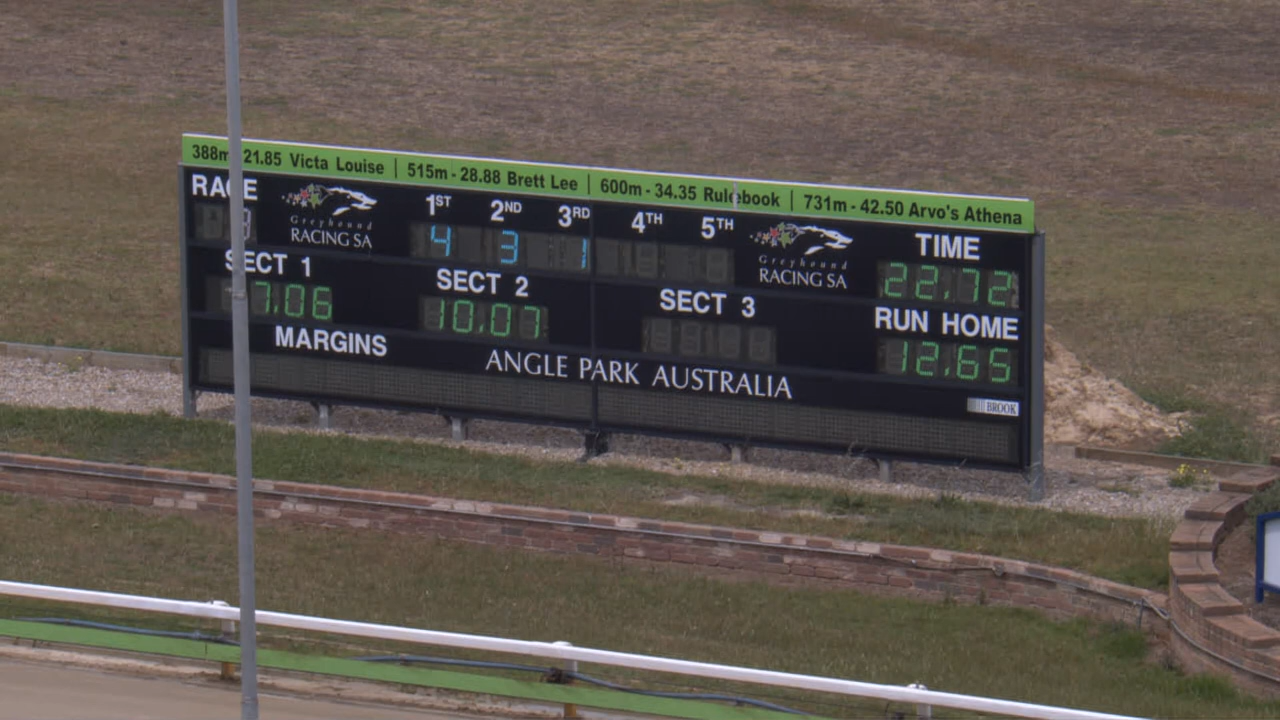 388m - 21.85 Victa Louise | 515m - 28.88 Brett Lee | 600m - 34.35 Rulebook | 731m - 42.50 Arvo's Athena
RACE
Greyhound
RACING SA
1ST 2ND 3RD 4TH 5TH
4 3 1
Greyhound
RACING SA
TIME
22.72
SECT 1
7.06
SECT 2
10.07
SECT 3
RUN HOME
12.65
MARGINS
ANGLE PARK AUSTRALIA
BROOK